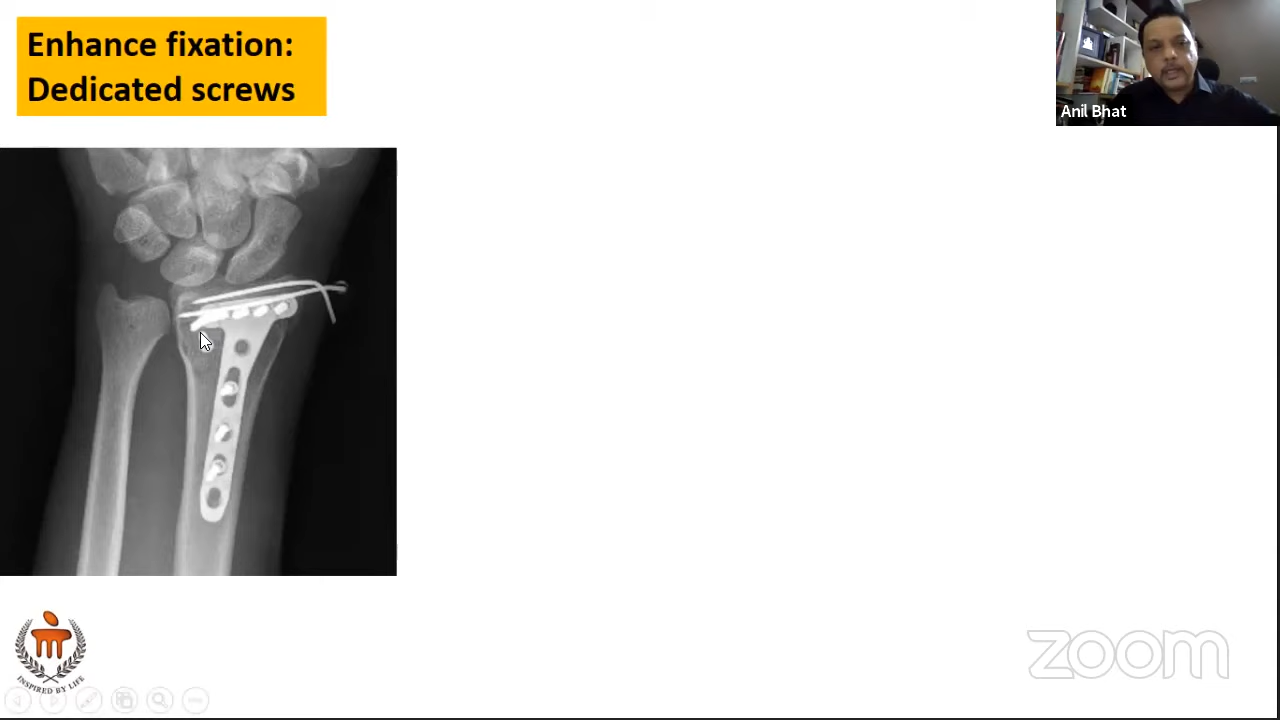 Enhance fixation:
Dedicated screws
Anil Bhat
INSPIRED BY LIFE
zoom